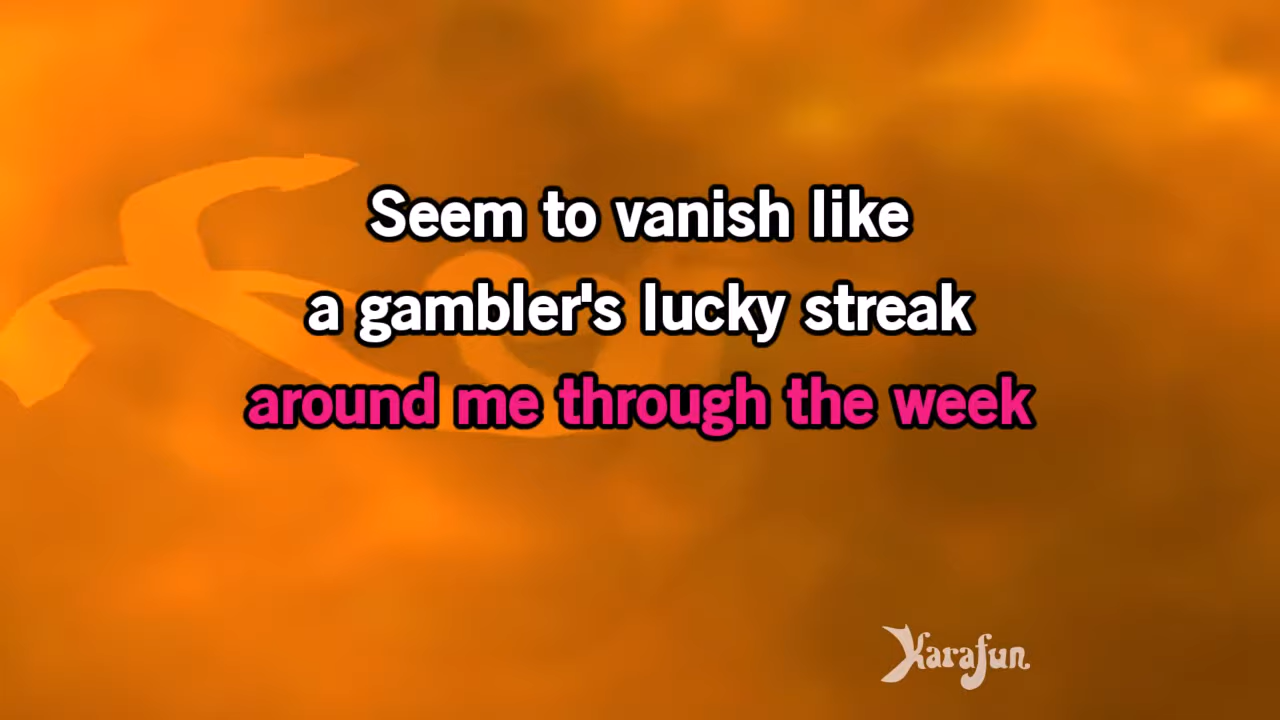 Seem to vanish like
a gambler's lucky streak
around me through the week
Karafun